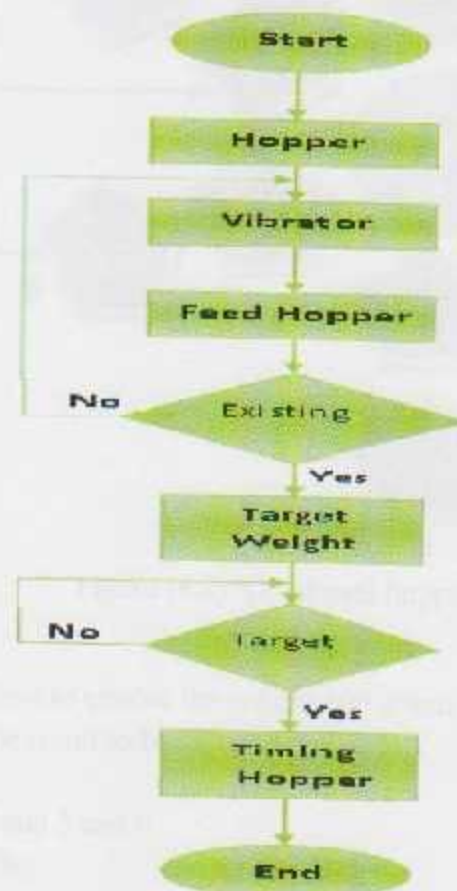 Start
Hopper
Vibrator
Feed Hopper
No
Existing
Yes
Target
Weight
No
Target
Yes
Timing
Hopper
End